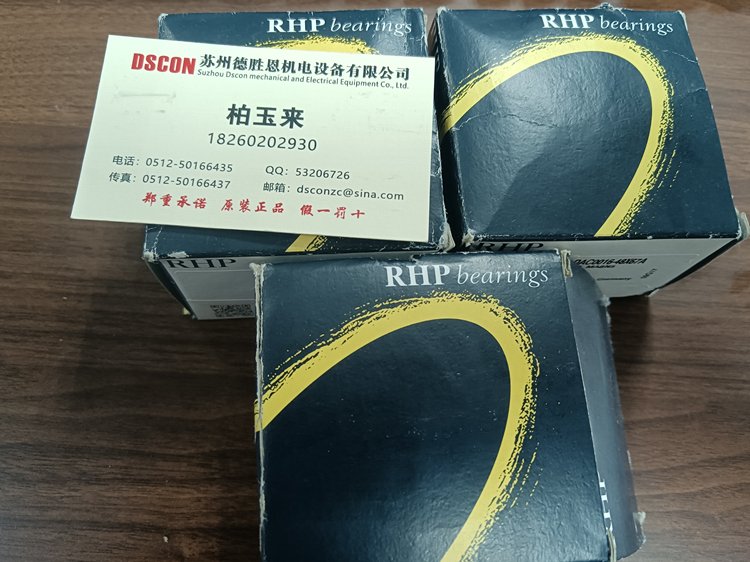 RHP bearings
DSCON 苏州德胜恩机电设备有限公司
Suzhou Dscon mechanical and Electrical Equipment Co., Ltd.
柏玉来
18260202930
电话：0512-50166435 QQ：53206726
传真：0512-50166437 邮箱：dsconzc@sina.com
郑重承诺 原装正品 假一罚十
RHP
RHP bearings
RHP
RHP bearings